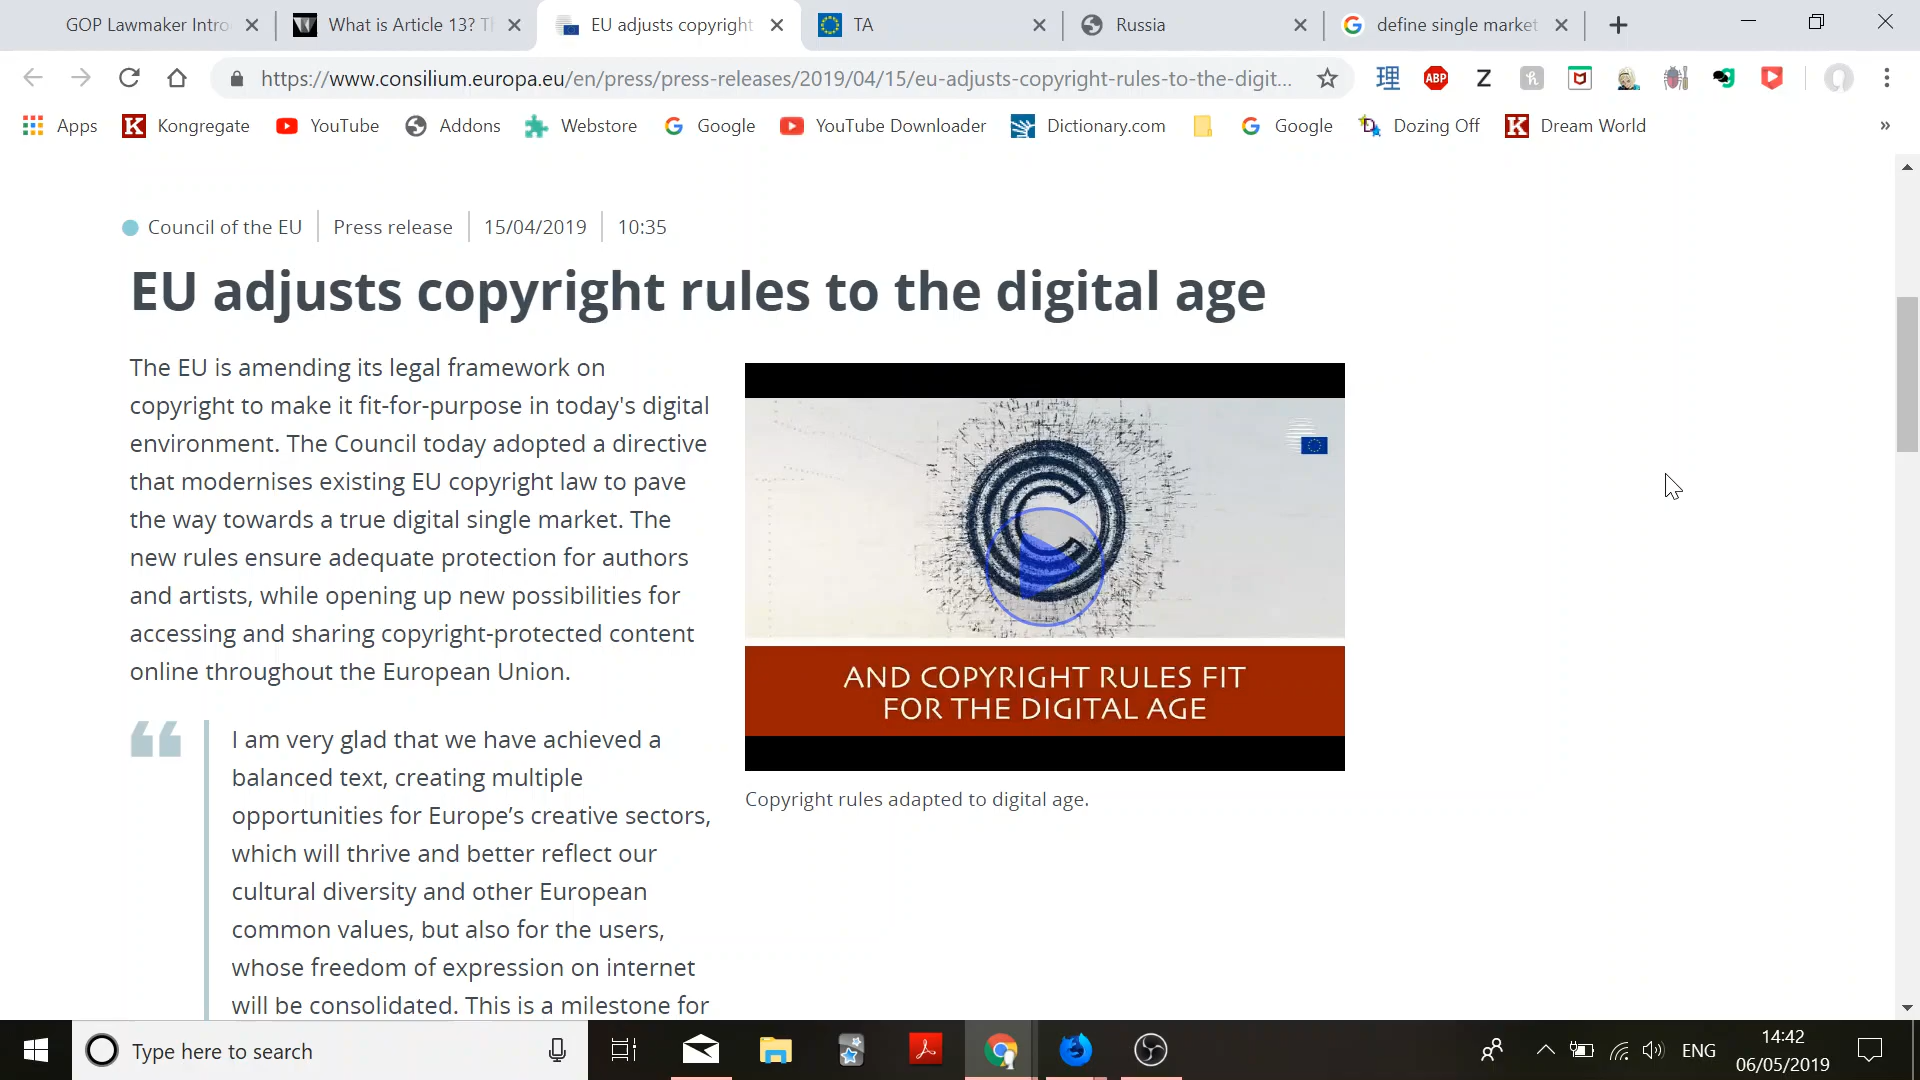 GOP Lawmaker Intro
What is Article 13? T
EU adjusts copyright
TA
Russia
define single market
https://www.consilium.europa.eu/en/press/press-releases/2019/04/15/eu-adjusts-copyright-rules-to-the-digit...
理
ABP
Z
h
Apps
Kongregate
YouTube
Addons
Webstore
Google
YouTube Downloader
Dictionary.com
Google
Dozing Off
Dream World
»
Council of the EU
Press release
15/04/2019
10:35
EU adjusts copyright rules to the digital age
The EU is amending its legal framework on
copyright to make it fit-for-purpose in today's digital
environment. The Council today adopted a directive
that modernises existing EU copyright law to pave
the way towards a true digital single market. The
new rules ensure adequate protection for authors
and artists, while opening up new possibilities for
accessing and sharing copyright-protected content
online throughout the European Union.
©
AND COPYRIGHT RULES FIT
FOR THE DIGITAL AGE
Copyright rules adapted to digital age.
I am very glad that we have achieved a
balanced text, creating multiple
opportunities for Europe’s creative sectors,
which will thrive and better reflect our
cultural diversity and other European
common values, but also for the users,
whose freedom of expression on internet
will be consolidated. This is a milestone for
Type here to search
ENG
14:42
06/05/2019